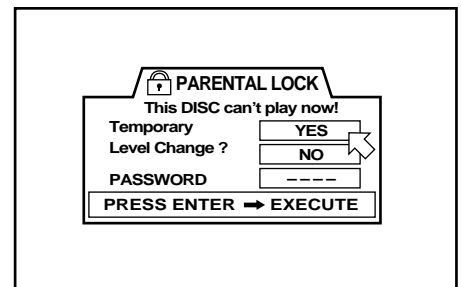 PARENTAL LOCK
This DISC can't play now!
Temporary YES
Level Change ? NO
PASSWORD – – – –
PRESS ENTER ➡ EXECUTE